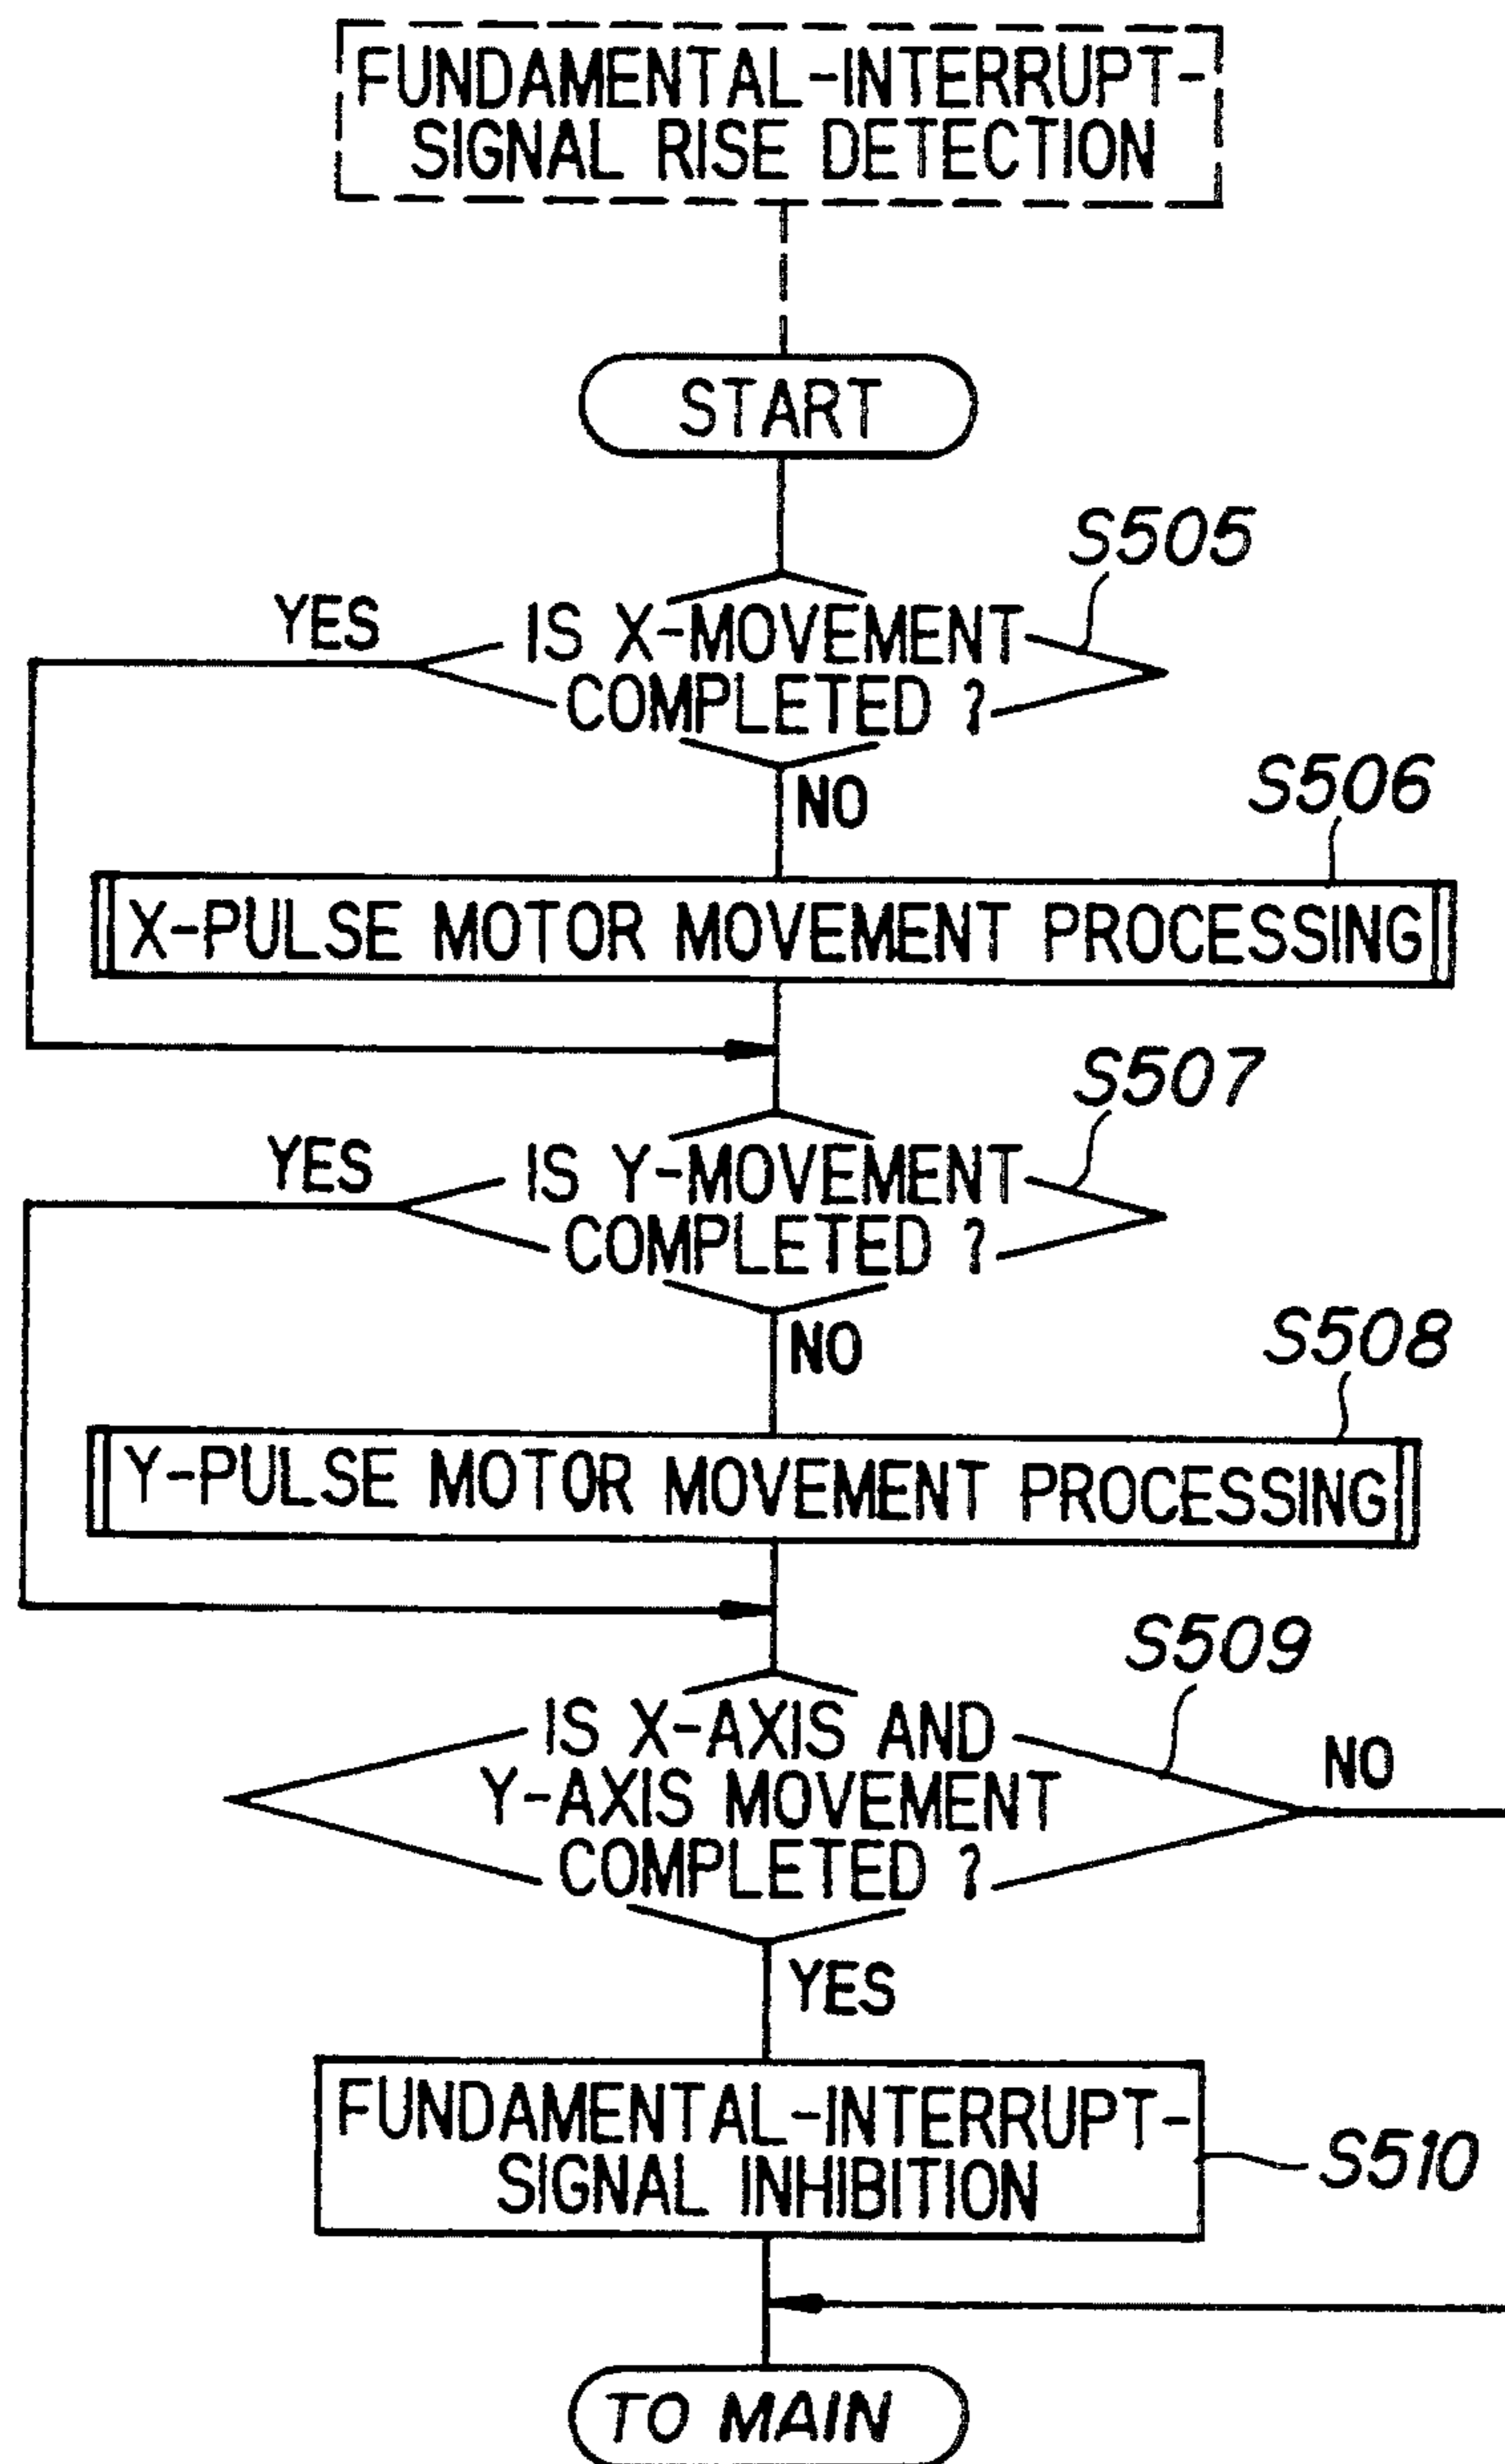 FUNDAMENTAL-INTERRUPT-
SIGNAL RISE DETECTION
START
S505
YES
IS X-MOVEMENT
COMPLETED ?
NO
S506
X-PULSE MOTOR MOVEMENT PROCESSING
S507
YES
IS Y-MOVEMENT
COMPLETED ?
NO
S508
Y-PULSE MOTOR MOVEMENT PROCESSING
S509
IS X-AXIS AND
Y-AXIS MOVEMENT
COMPLETED ?
NO
YES
FUNDAMENTAL-INTERRUPT-
SIGNAL INHIBITION
S510
TO MAIN